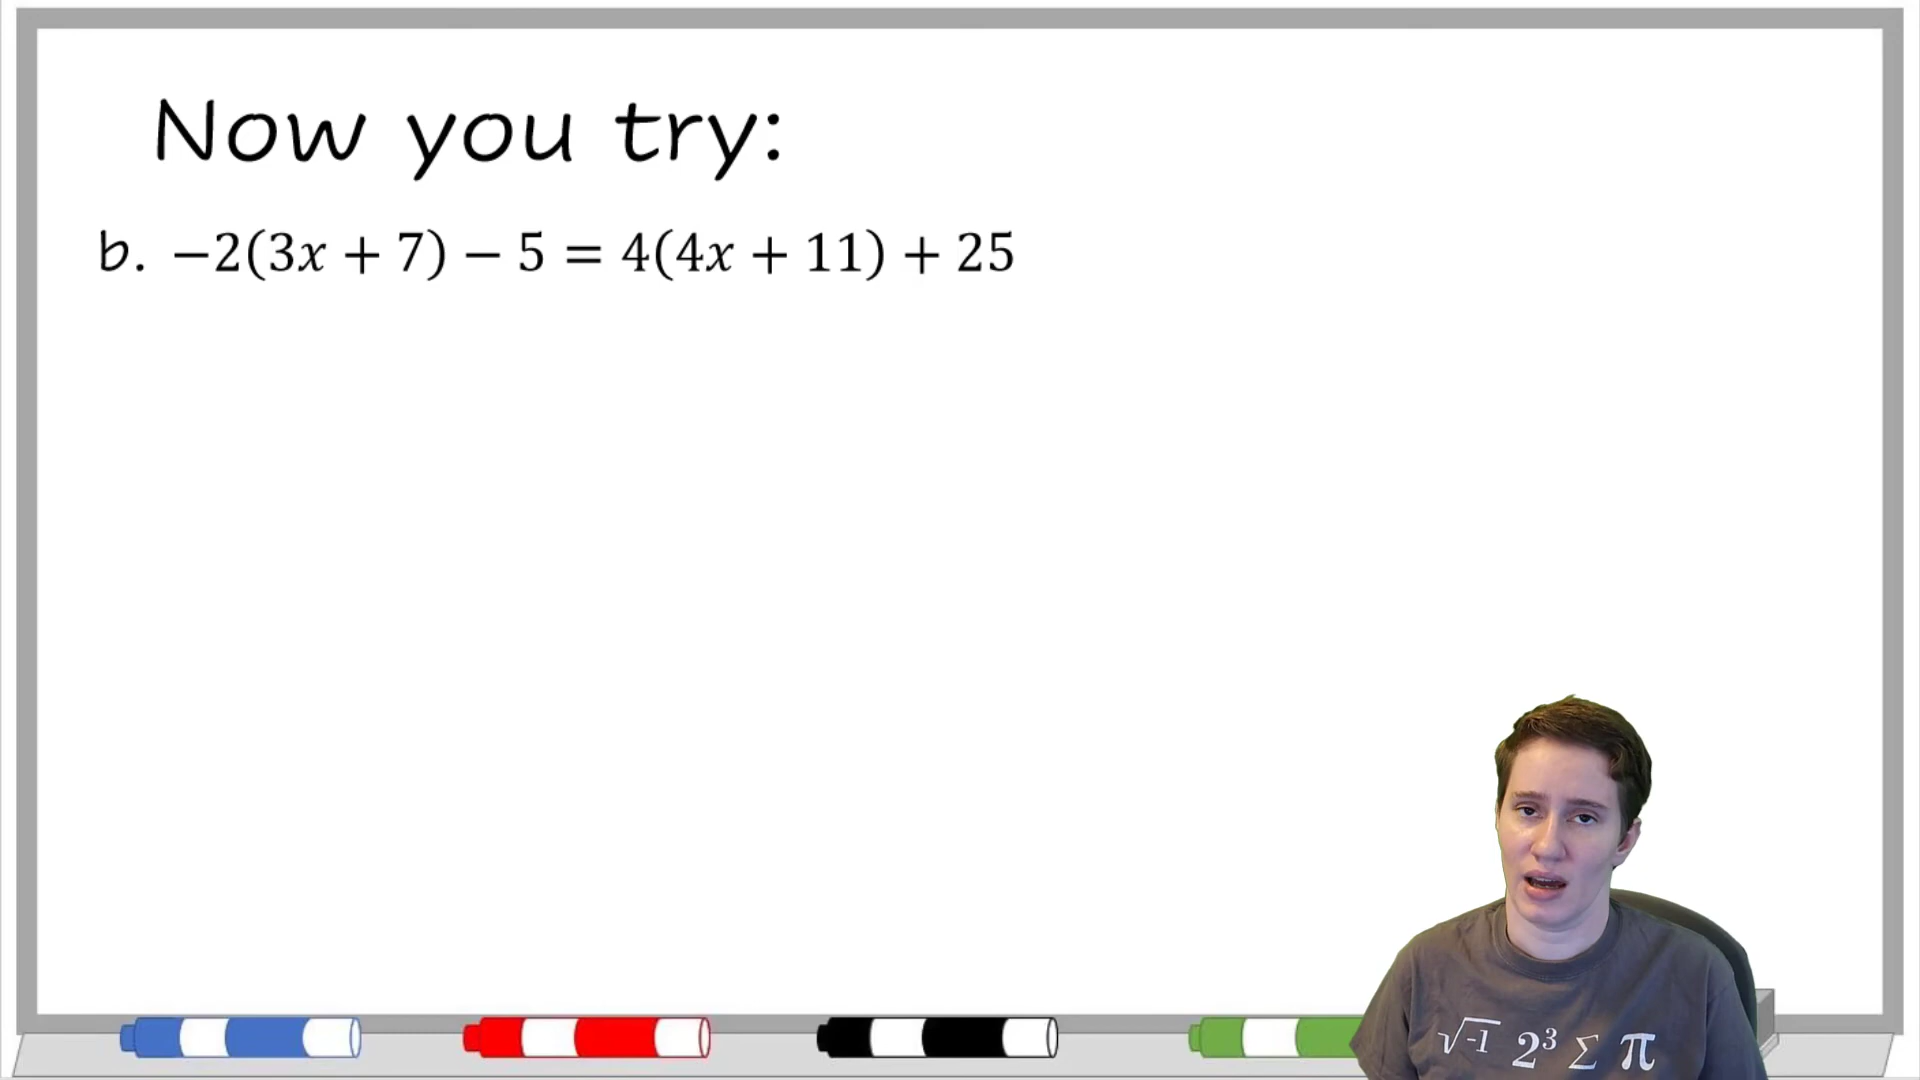 Now you try:
b. −2(3x + 7) − 5 = 4(4x + 11) + 25
√-1 2³ Σ π